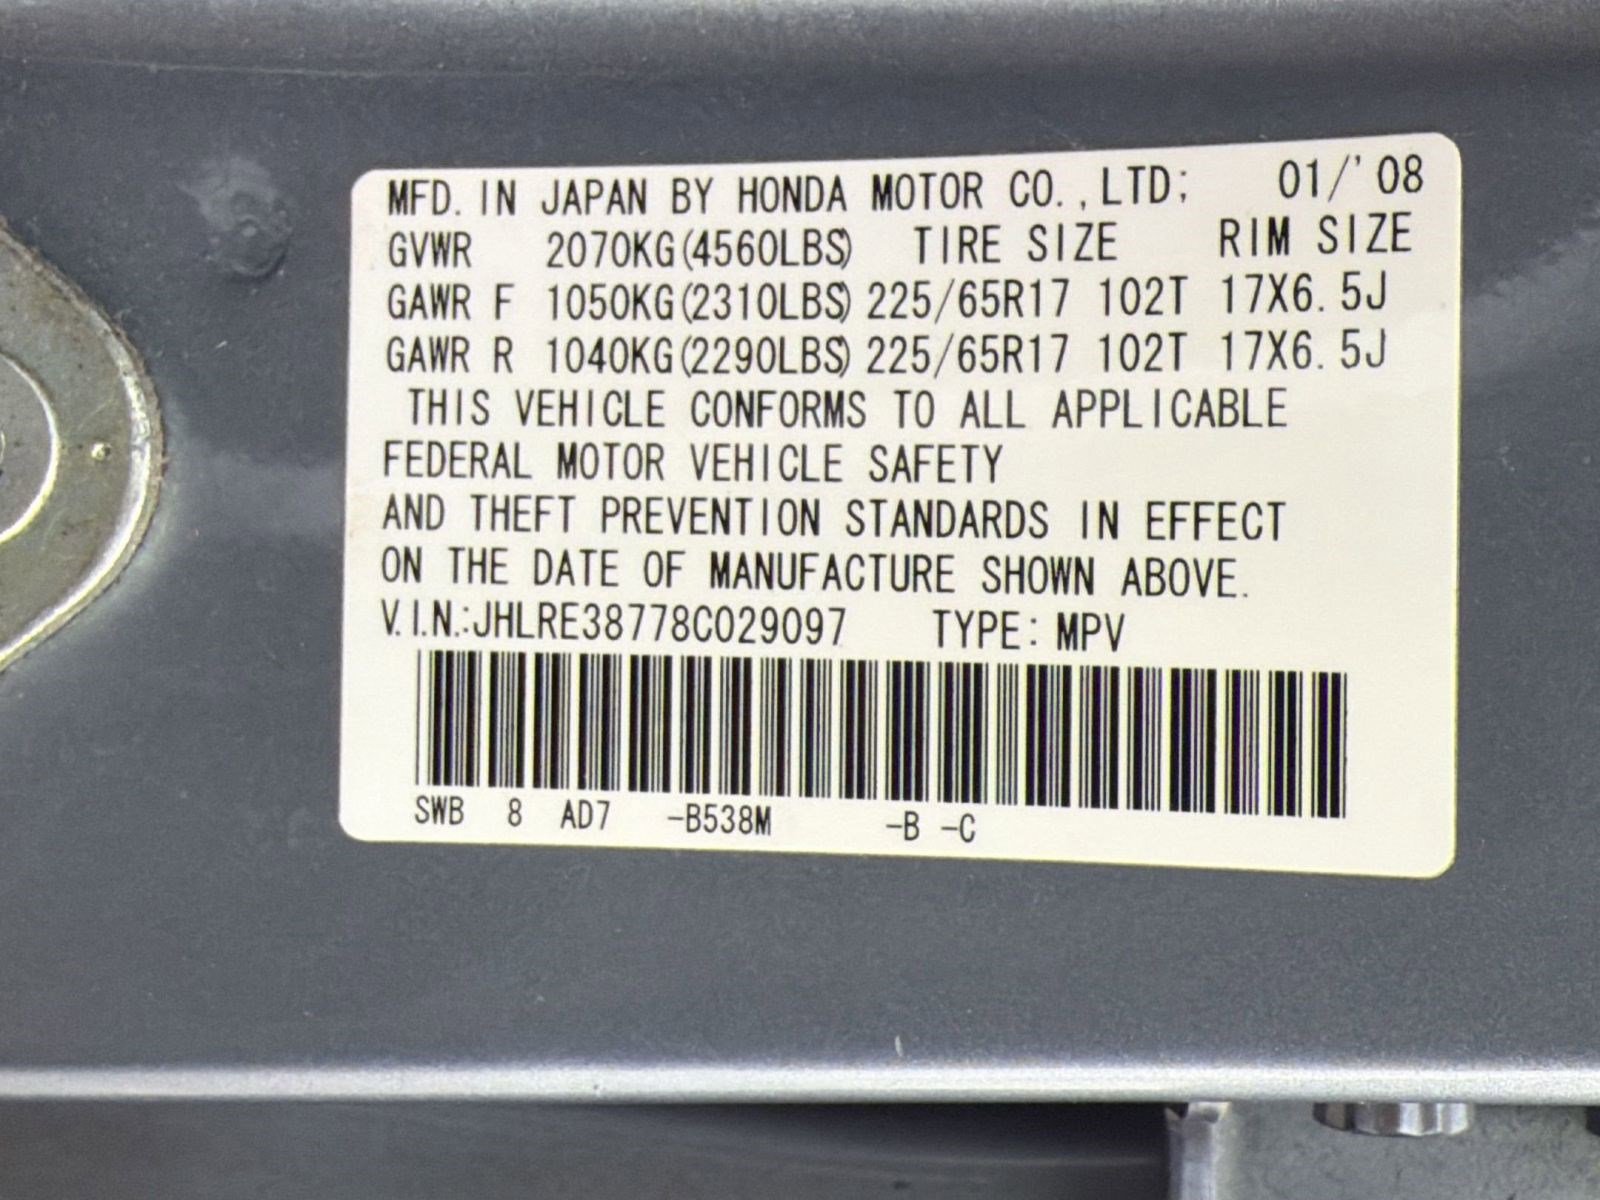 MFD. IN JAPAN BY HONDA MOTOR CO.,LTD; 01/'08
GVWR 2070KG(4560LBS) TIRE SIZE RIM SIZE
GAWR F 1050KG(2310LBS) 225/65R17 102T 17X6.5J
GAWR R 1040KG(2290LBS) 225/65R17 102T 17X6.5J
THIS VEHICLE CONFORMS TO ALL APPLICABLE
FEDERAL MOTOR VEHICLE SAFETY
AND THEFT PREVENTION STANDARDS IN EFFECT
ON THE DATE OF MANUFACTURE SHOWN ABOVE.
V.I.N.:JHLRE38778C029097 TYPE: MPV
SWB 8 AD7 -B538M -B -C